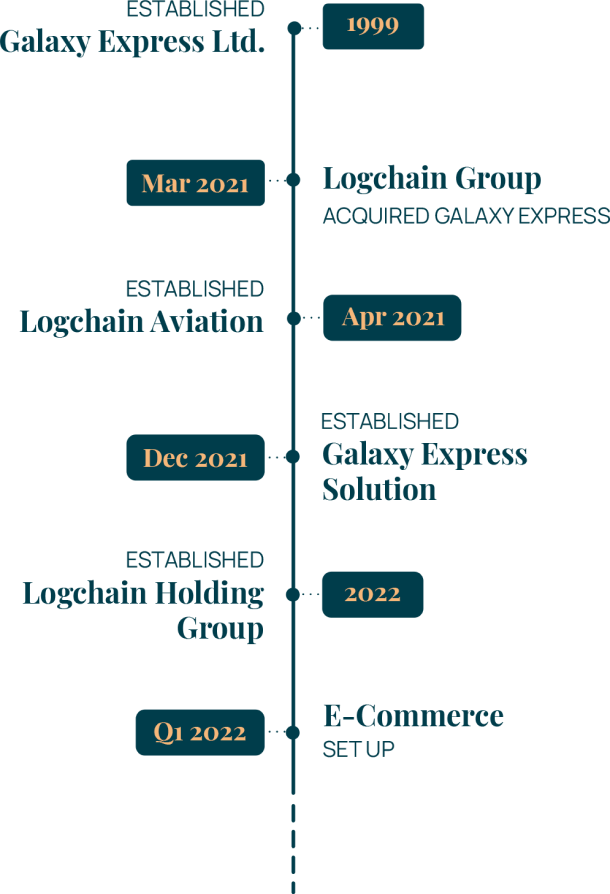 ESTABLISHED
Galaxy Express Ltd.
1999
Mar 2021
Logchain Group
ACQUIRED GALAXY EXPRESS
ESTABLISHED
Logchain Aviation
Apr 2021
Dec 2021
ESTABLISHED
Galaxy Express
Solution
ESTABLISHED
Logchain Holding
Group
2022
Q1 2022
E-Commerce
SET UP